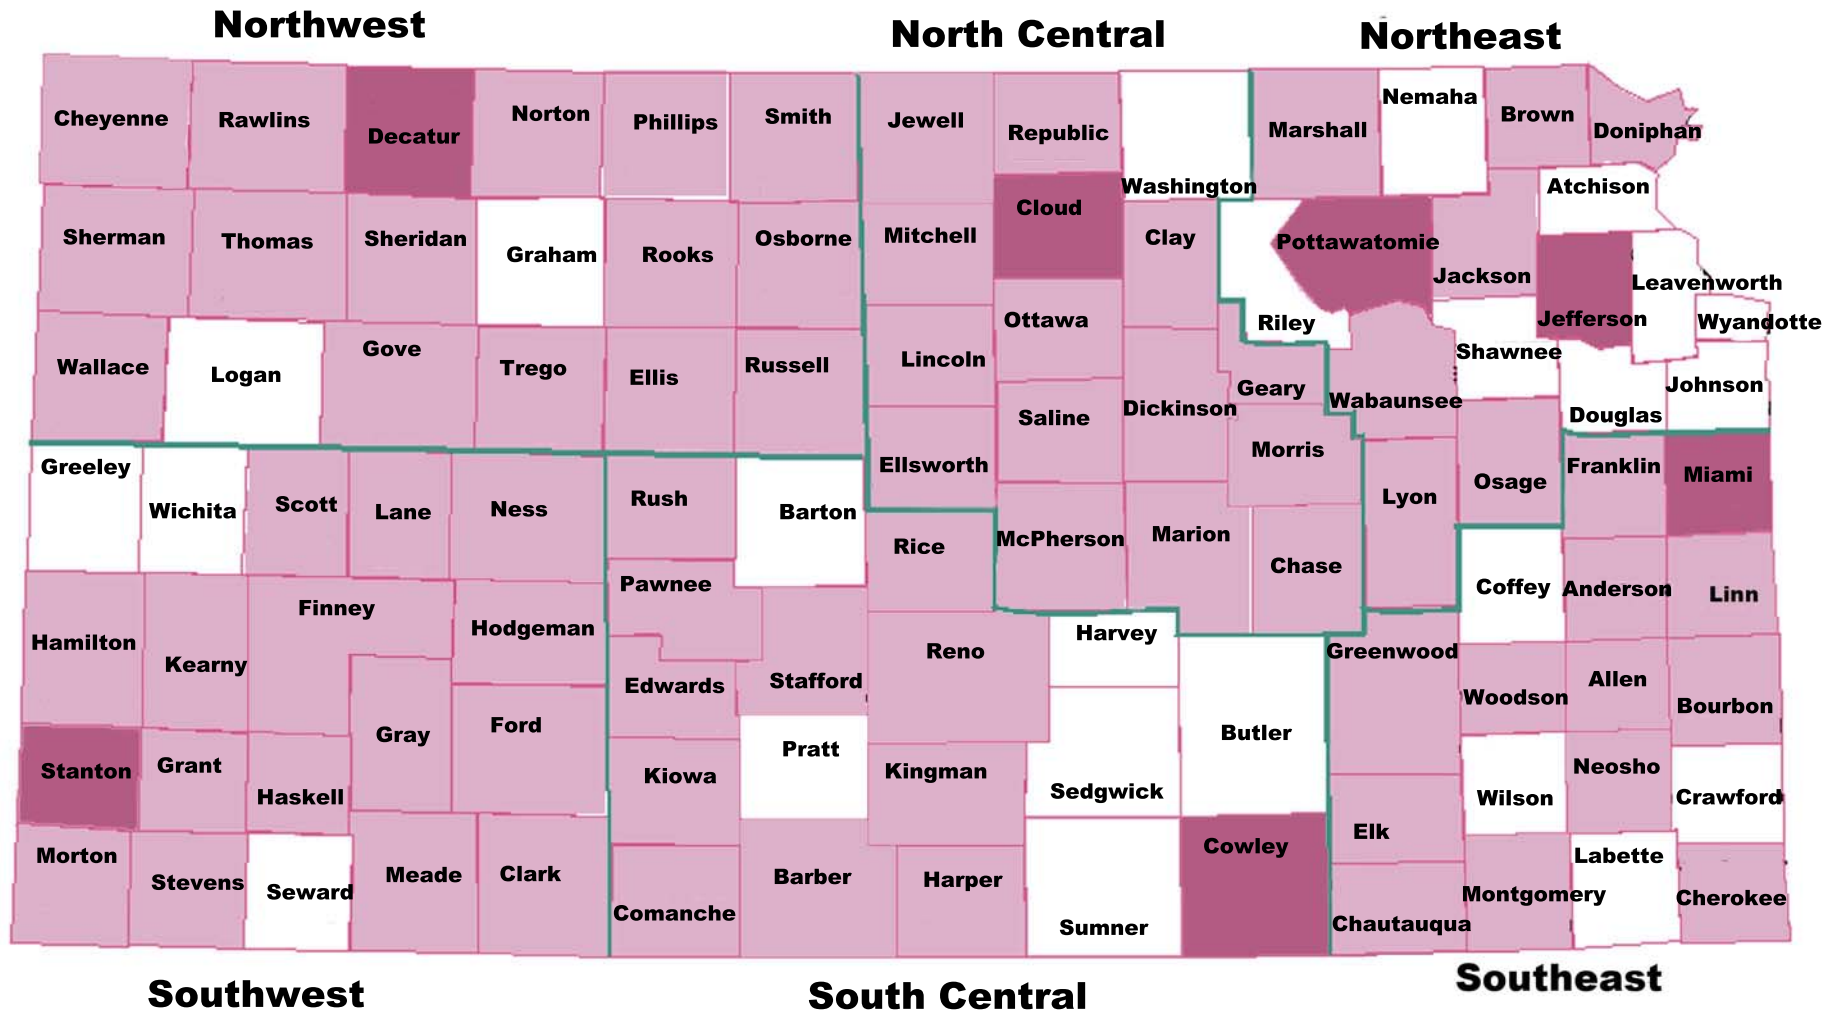 Northwest
North Central
Northeast
Cheyenne
Rawlins
Decatur
Norton
Phillips
Smith
Jewell
Republic
Washington
Marshall
Nemaha
Brown
Doniphan
Atchison
Sherman
Thomas
Sheridan
Graham
Rooks
Osborne
Mitchell
Cloud
Clay
Pottawatomie
Jackson
Leavenworth
Jefferson
Wyandotte
Riley
Shawnee
Johnson
Douglas
Wallace
Logan
Gove
Trego
Ellis
Russell
Lincoln
Ottawa
Saline
Dickinson
Geary
Wabaunsee
Morris
Ellsworth
Greeley
Wichita
Scott
Lane
Ness
Rush
Barton
Rice
McPherson
Marion
Chase
Lyon
Osage
Franklin
Miami
Coffey
Anderson
Linn
Hamilton
Kearny
Finney
Hodgeman
Pawnee
Edwards
Stafford
Reno
Harvey
Greenwood
Woodson
Allen
Bourbon
Stanton
Grant
Haskell
Gray
Ford
Kiowa
Pratt
Kingman
Sedgwick
Butler
Elk
Wilson
Neosho
Crawford
Morton
Stevens
Seward
Meade
Clark
Comanche
Barber
Harper
Sumner
Cowley
Chautauqua
Montgomery
Labette
Cherokee
Southwest
South Central
Southeast